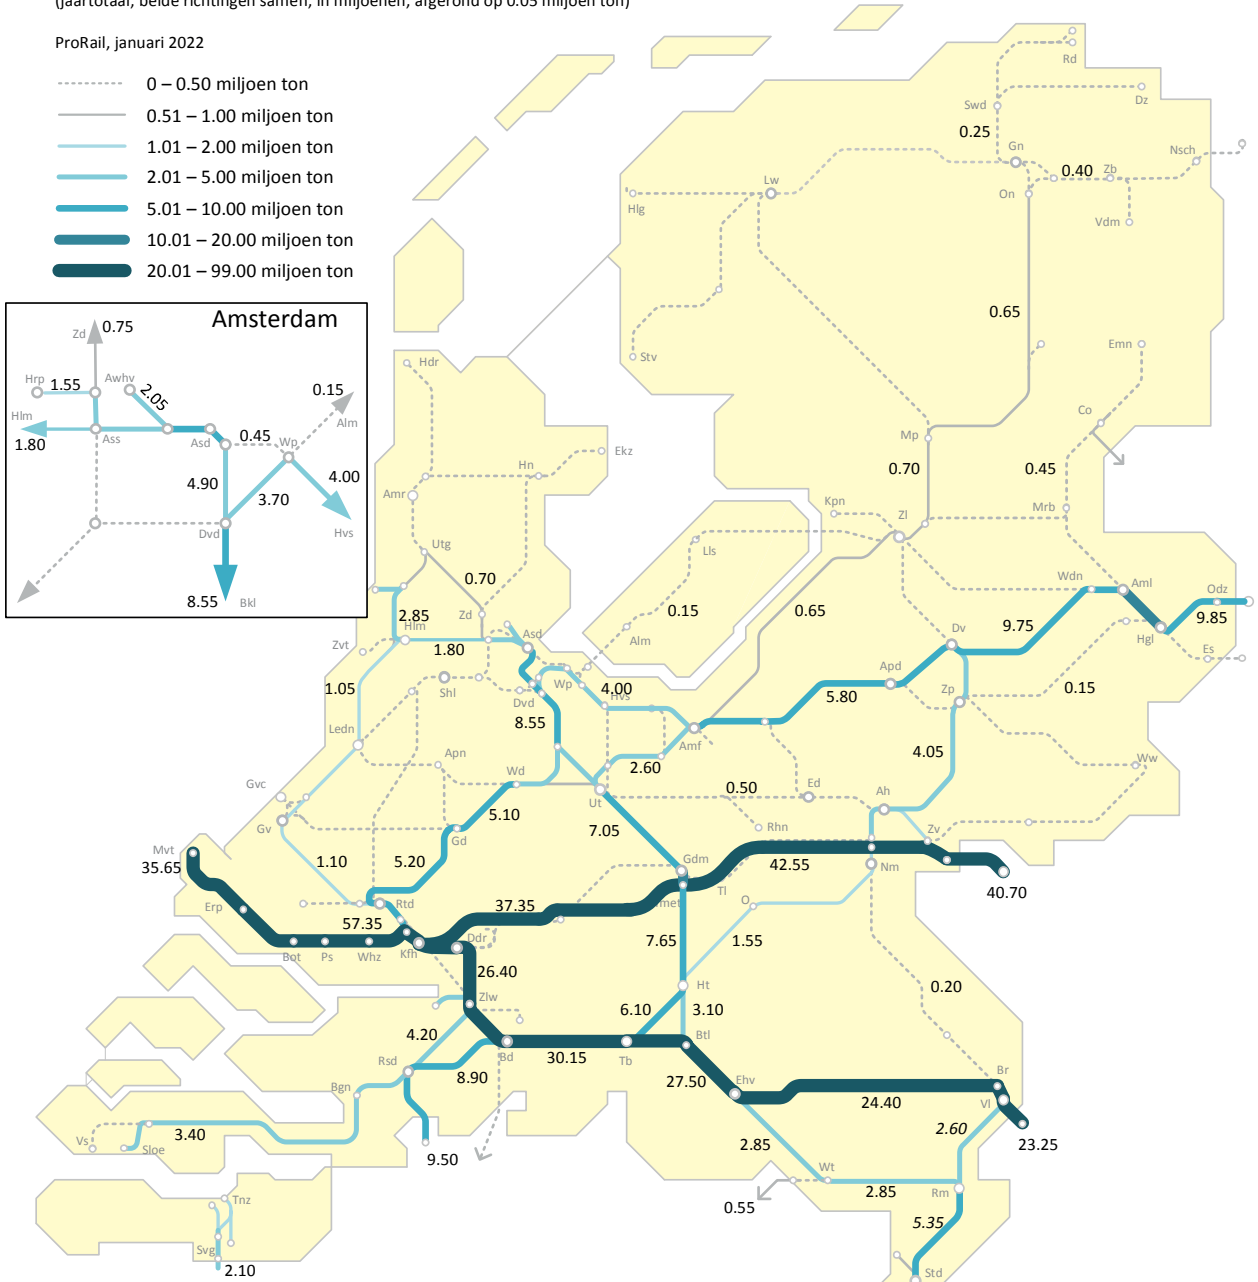 (jaartotaal, beide richtingen samen, in miljoenen, afgerond op 0.05 miljoen ton)
ProRail, januari 2022
0 – 0.50 miljoen ton
0.51 – 1.00 miljoen ton
1.01 – 2.00 miljoen ton
2.01 – 5.00 miljoen ton
5.01 – 10.00 miljoen ton
10.01 – 20.00 miljoen ton
20.01 – 99.00 miljoen ton
Amsterdam
Zd
0.75
Hrp
1.55
Awhv
2.05
0.15
Hlm
1.80
Ass
Asd
0.45
Wp
Alm
4.90
3.70
4.00
Dvd
Hvs
8.55
Bkl
Rd
Swd
Dz
0.25
Gn
Nsch
0.40
Zb
Lw
On
Hlg
Vdm
0.65
Stv
Emn
Hdr
Co
Mp
Ekz
Hn
0.70
0.45
Amr
Kpn
Zl
Mrb
Utg
Lls
0.70
Wdn
Aml
Odz
2.85
Zd
0.15
0.65
9.85
Hlm
Asd
Alm
Dv
9.75
Hgl
Zvt
1.80
Es
Wp
Apd
1.05
Shl
4.00
5.80
Zp
0.15
Dvd
Hvs
8.55
Ledn
Amf
4.05
Apn
2.60
Ww
Gvc
Wd
0.50
Ed
Ah
Ut
5.10
Gv
7.05
Rhn
Zv
Gd
Mvt
35.65
1.10
5.20
Gdm
42.55
Nm
40.70
Tl
Erp
Rtd
met
O
57.35
37.35
Bot
Ps
Whz
Kfh
Ddr
7.65
1.55
26.40
Zlw
Ht
0.20
6.10
3.10
4.20
Btl
Rsd
Bd
30.15
Tb
8.90
27.50
Ehv
Br
Bgn
24.40
Vl
Vs
Sloe
3.40
2.60
23.25
2.85
9.50
Wt
2.85
Rm
0.55
Tnz
5.35
Svg
2.10
Std